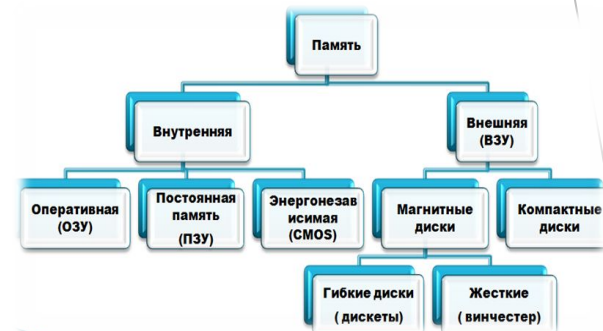 Память
Внутренняя
Внешняя
(ВЗУ)
Оперативная
(ОЗУ)
Постоянная
память
(ПЗУ)
Энергонезав
исимая
(CMOS)
Магнитные
диски
Компактные
диски
Гибкие диски
( дискеты)
Жесткие
( винчестер)